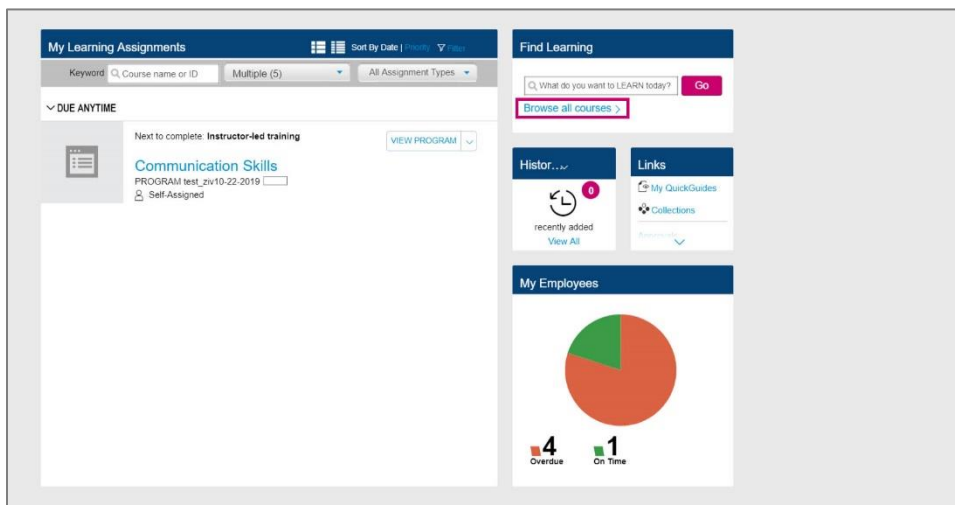 My Learning Assignments
Sort By Date | Priority Filter
Keyword Course name or ID Multiple (5) All Assignment Types
DUE ANYTIME
Next to complete: Instructor-led training
VIEW PROGRAM
Communication Skills
PROGRAM test_ziv10-22-2019
Self-Assigned
Find Learning
What do you want to LEARN today? Go
Browse all courses >
Histor...
0
recently added
View All
Links
My QuickGuides
Collections
Approvals
My Employees
4 1
Overdue On Time